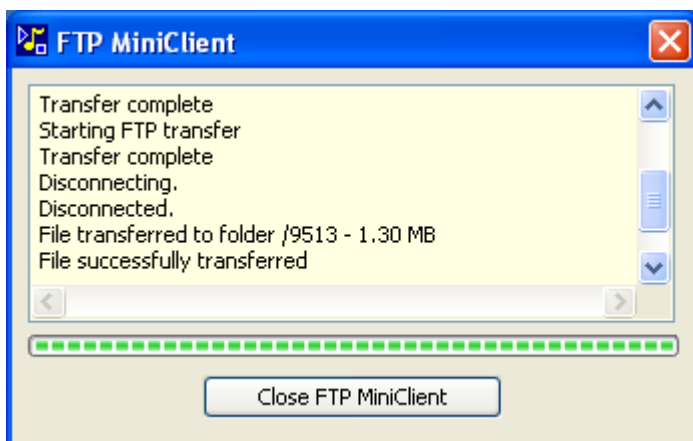 FTP MiniClient
Transfer complete
Starting FTP transfer
Transfer complete
Disconnecting.
Disconnected.
File transferred to folder /9513 - 1.30 MB
File successfully transferred
Close FTP MiniClient